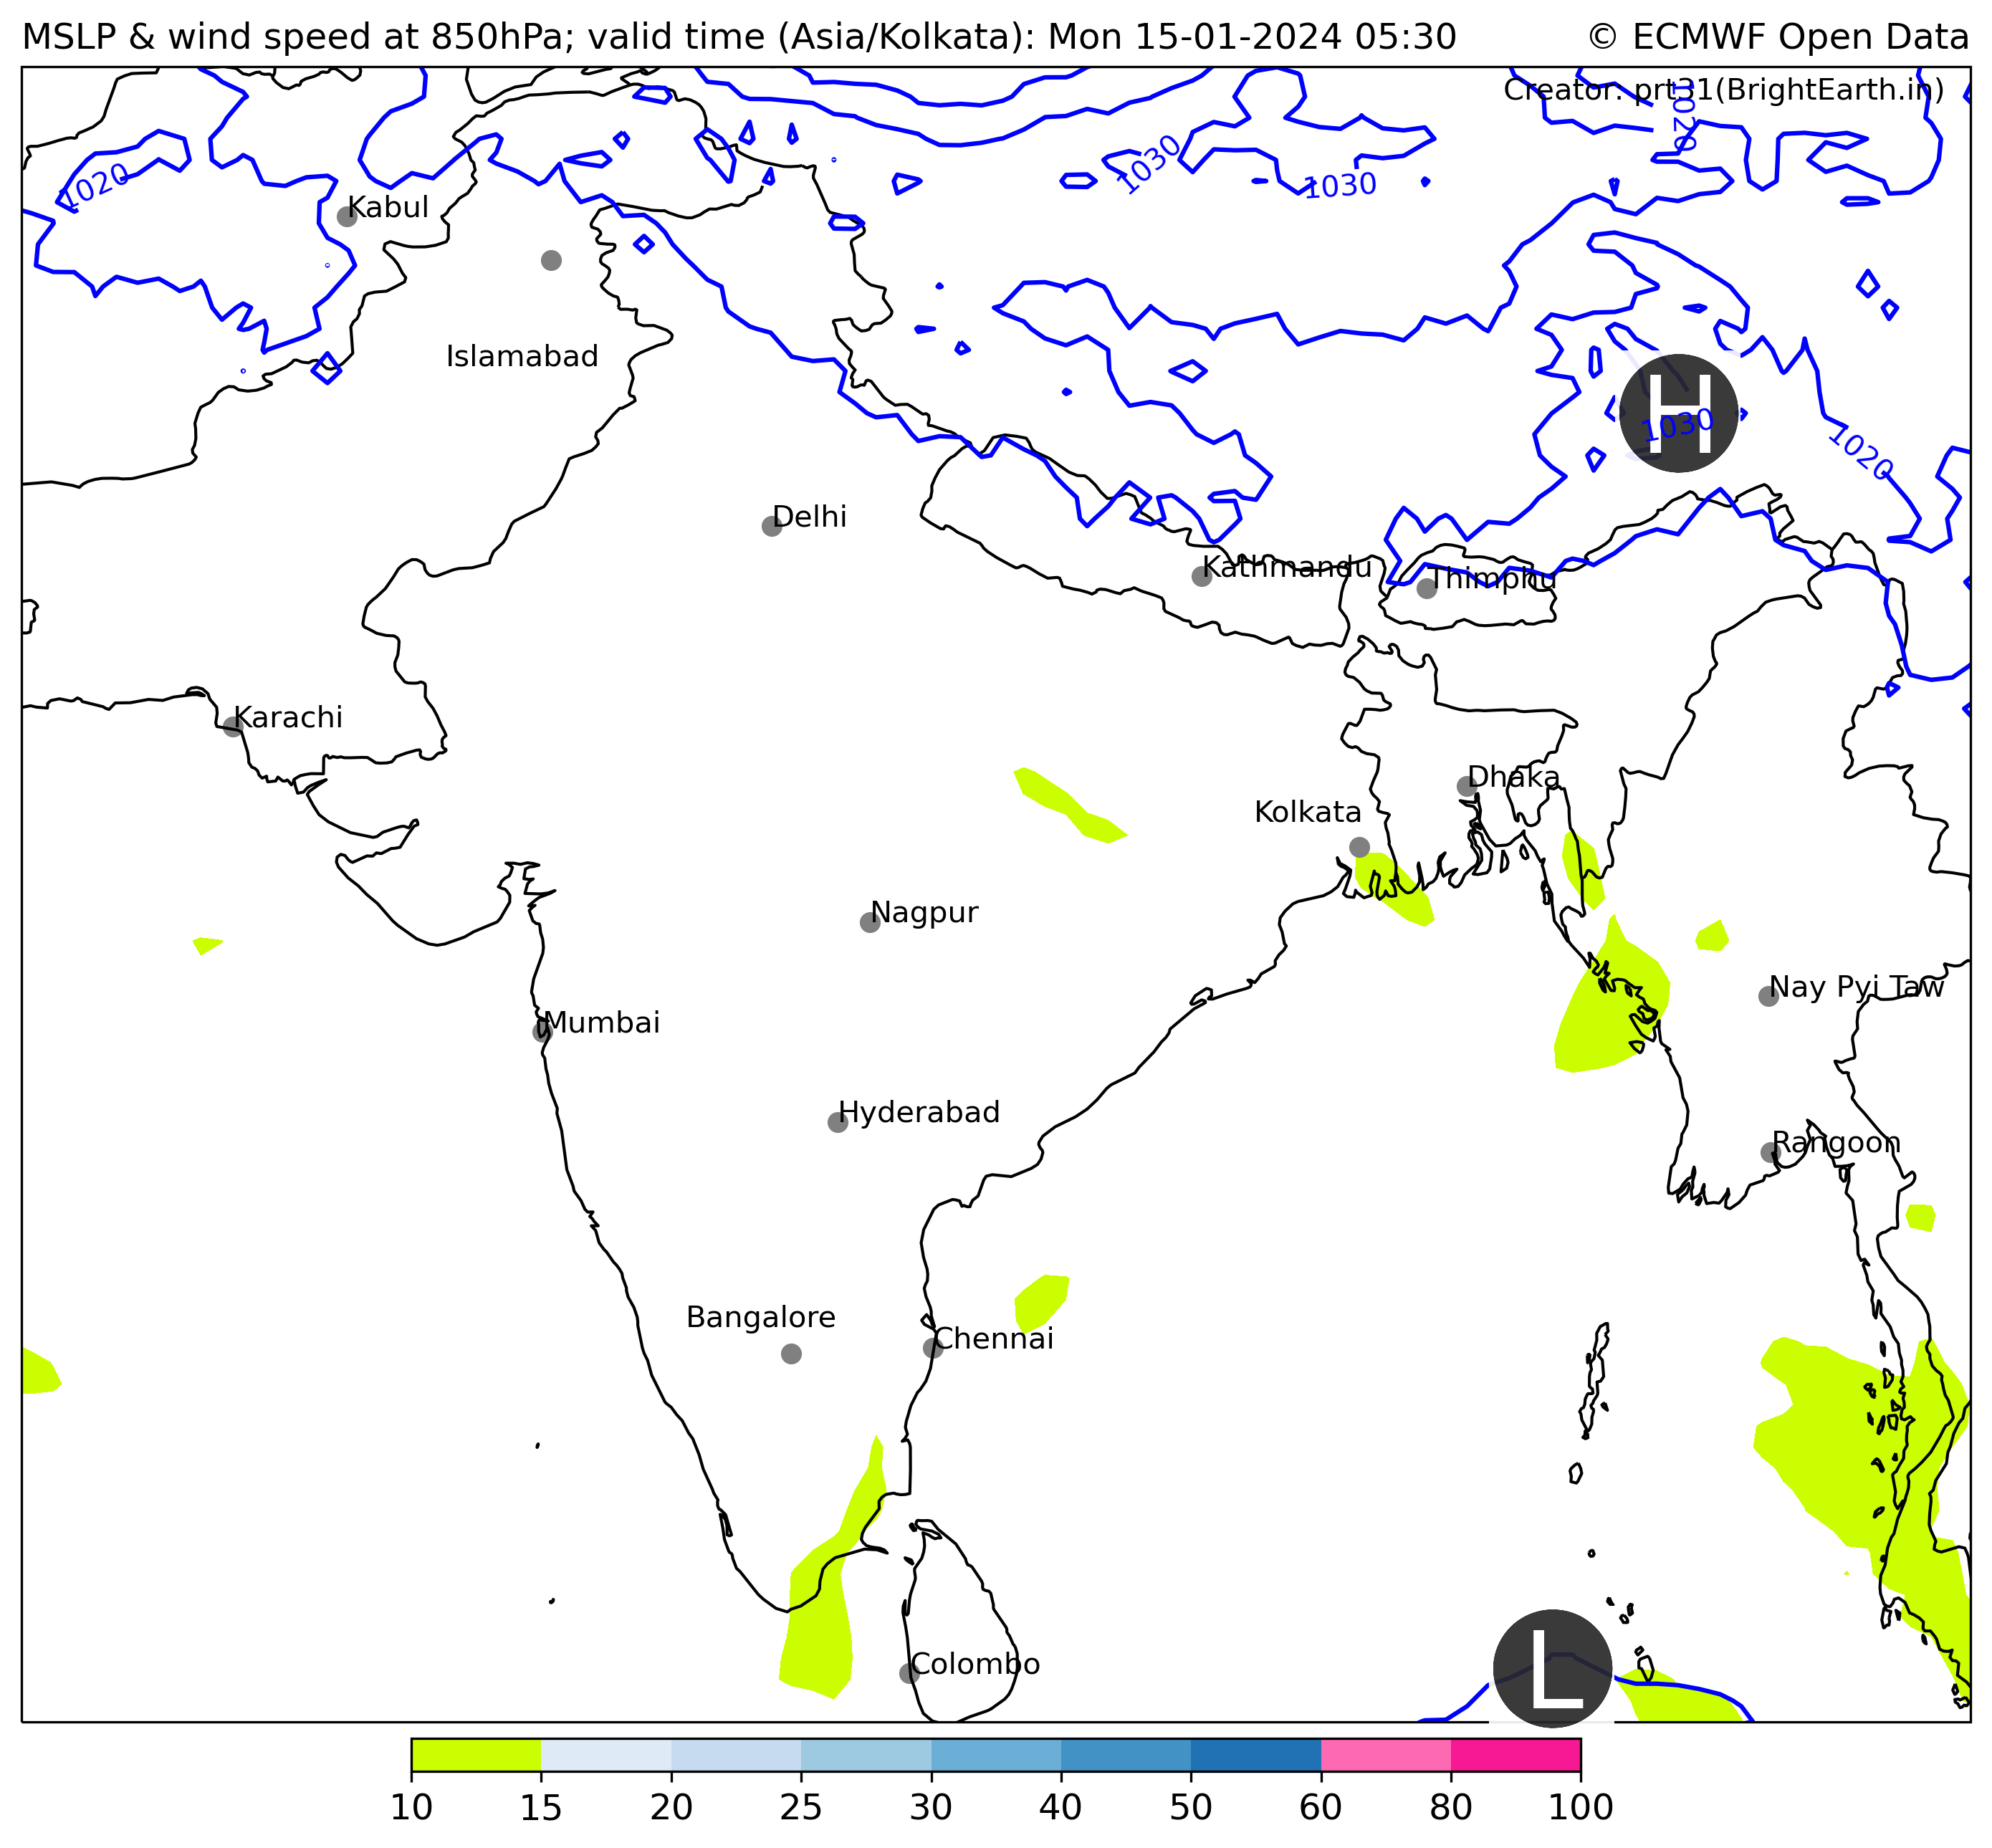 MSLP & wind speed at 850hPa; valid time (Asia/Kolkata): Mon 15-01-2024 05:30
© ECMWF Open Data
Creator: prt31(BrightEarth.in)
1020
1030
1030
1020
1020
Kabul
Islamabad
H
1030
1020
Delhi
Kathmandu
Thimphu
Karachi
Dhaka
Kolkata
Nagpur
Nay Pyi Taw
Mumbai
Hyderabad
Rangoon
Bangalore
Chennai
Colombo
L
10 15 20 25 30 40 50 60 80 100